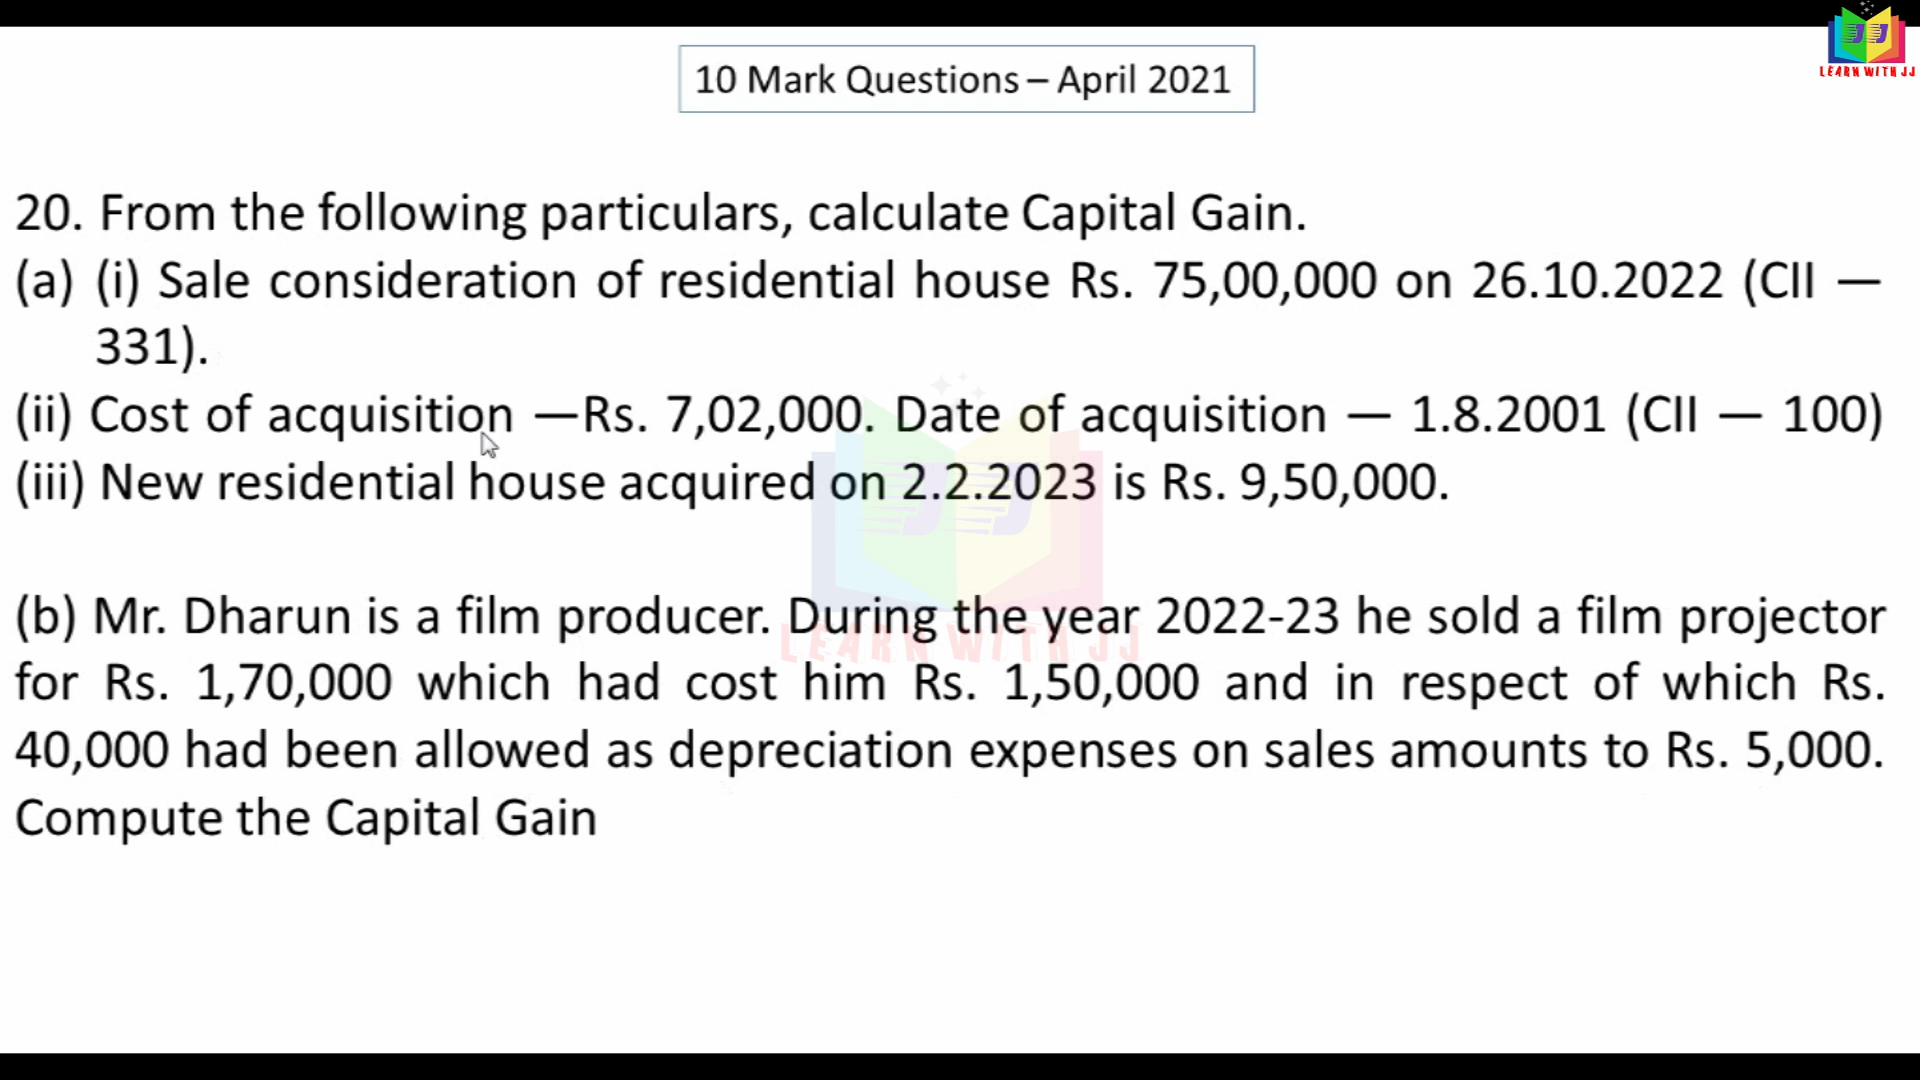 LEARN WITH JJ
10 Mark Questions – April 2021
20. From the following particulars, calculate Capital Gain.
(a) (i) Sale consideration of residential house Rs. 75,00,000 on 26.10.2022 (CII —
331).
(ii) Cost of acquisition —Rs. 7,02,000. Date of acquisition — 1.8.2001 (CII — 100)
(iii) New residential house acquired on 2.2.2023 is Rs. 9,50,000.
(b) Mr. Dharun is a film producer. During the year 2022-23 he sold a film projector
LEARN WITH JJ
for Rs. 1,70,000 which had cost him Rs. 1,50,000 and in respect of which Rs.
40,000 had been allowed as depreciation expenses on sales amounts to Rs. 5,000.
Compute the Capital Gain